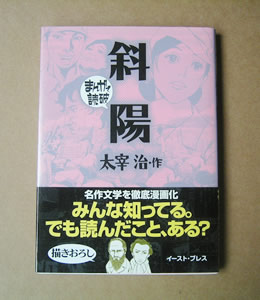 斜陽
まんがで読破
太宰 治・作
名作文学を徹底漫画化
みんな知ってる。
でも読んだこと、ある?
描きおろし
イースト・プレス